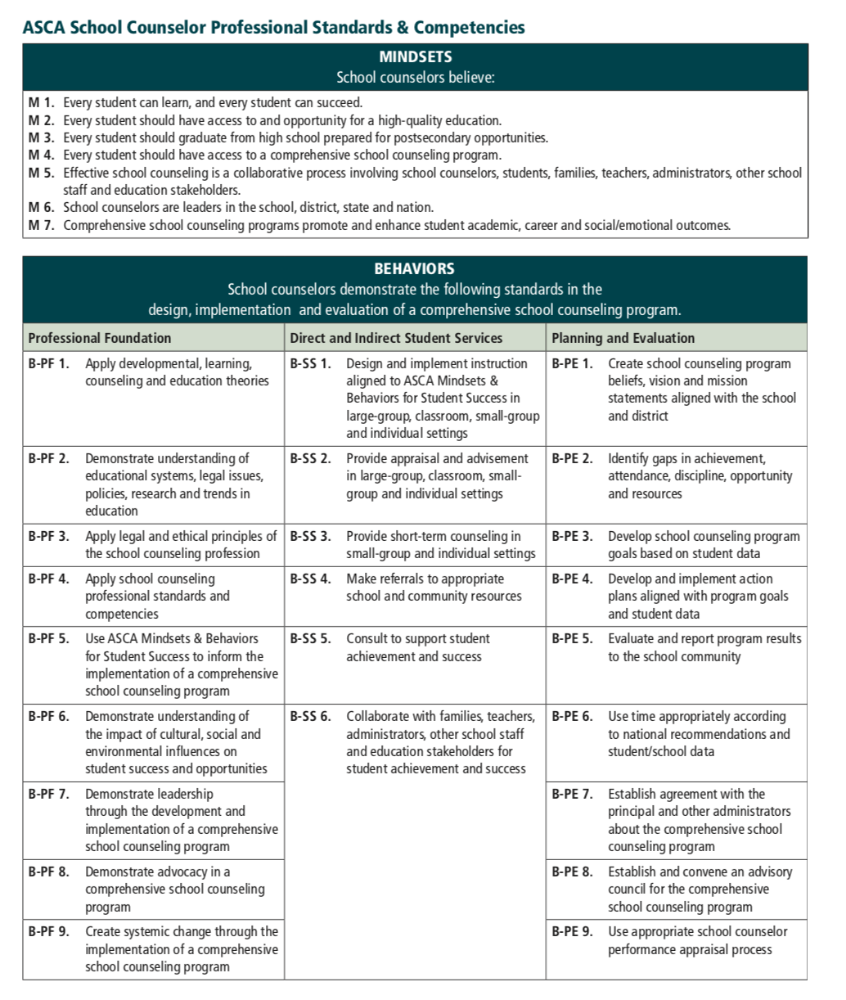 ASCA School Counselor Professional Standards & Competencies
MINDSETS
School counselors believe:
M 1. Every student can learn, and every student can succeed.
M 2. Every student should have access to and opportunity for a high-quality education.
M 3. Every student should graduate from high school prepared for postsecondary opportunities.
M 4. Every student should have access to a comprehensive school counseling program.
M 5. Effective school counseling is a collaborative process involving school counselors, students, families, teachers, administrators, other school
staff and education stakeholders.
M 6. School counselors are leaders in the school, district, state and nation.
M 7. Comprehensive school counseling programs promote and enhance student academic, career and social/emotional outcomes.
BEHAVIORS
School counselors demonstrate the following standards in the
design, implementation and evaluation of a comprehensive school counseling program.
Professional Foundation
B-PF 1. Apply developmental, learning,
counseling and education theories
B-PF 2. Demonstrate understanding of
educational systems, legal issues,
policies, research and trends in
education
B-PF 3. Apply legal and ethical principles of
the school counseling profession
B-PF 4. Apply school counseling
professional standards and
competencies
B-PF 5. Use ASCA Mindsets & Behaviors
for Student Success to inform the
implementation of a comprehensive
school counseling program
B-PF 6. Demonstrate understanding of
the impact of cultural, social and
environmental influences on
student success and opportunities
B-PF 7. Demonstrate leadership
through the development and
implementation of a comprehensive
school counseling program
B-PF 8. Demonstrate advocacy in a
comprehensive school counseling
program
B-PF 9. Create systemic change through the
implementation of a comprehensive
school counseling program
Direct and Indirect Student Services
B-SS 1. Design and implement instruction
aligned to ASCA Mindsets &
Behaviors for Student Success in
large-group, classroom, small-group
and individual settings
B-SS 2. Provide appraisal and advisement
in large-group, classroom, small-
group and individual settings
B-SS 3. Provide short-term counseling in
small-group and individual settings
B-SS 4. Make referrals to appropriate
school and community resources
B-SS 5. Consult to support student
achievement and success
B-SS 6. Collaborate with families, teachers,
administrators, other school staff
and education stakeholders for
student achievement and success
Planning and Evaluation
B-PE 1. Create school counseling program
beliefs, vision and mission
statements aligned with the school
and district
B-PE 2. Identify gaps in achievement,
attendance, discipline, opportunity
and resources
B-PE 3. Develop school counseling program
goals based on student data
B-PE 4. Develop and implement action
plans aligned with program goals
and student data
B-PE 5. Evaluate and report program results
to the school community
B-PE 6. Use time appropriately according
to national recommendations and
student/school data
B-PE 7. Establish agreement with the
principal and other administrators
about the comprehensive school
counseling program
B-PE 8. Establish and convene an advisory
council for the comprehensive
school counseling program
B-PE 9. Use appropriate school counselor
performance appraisal process